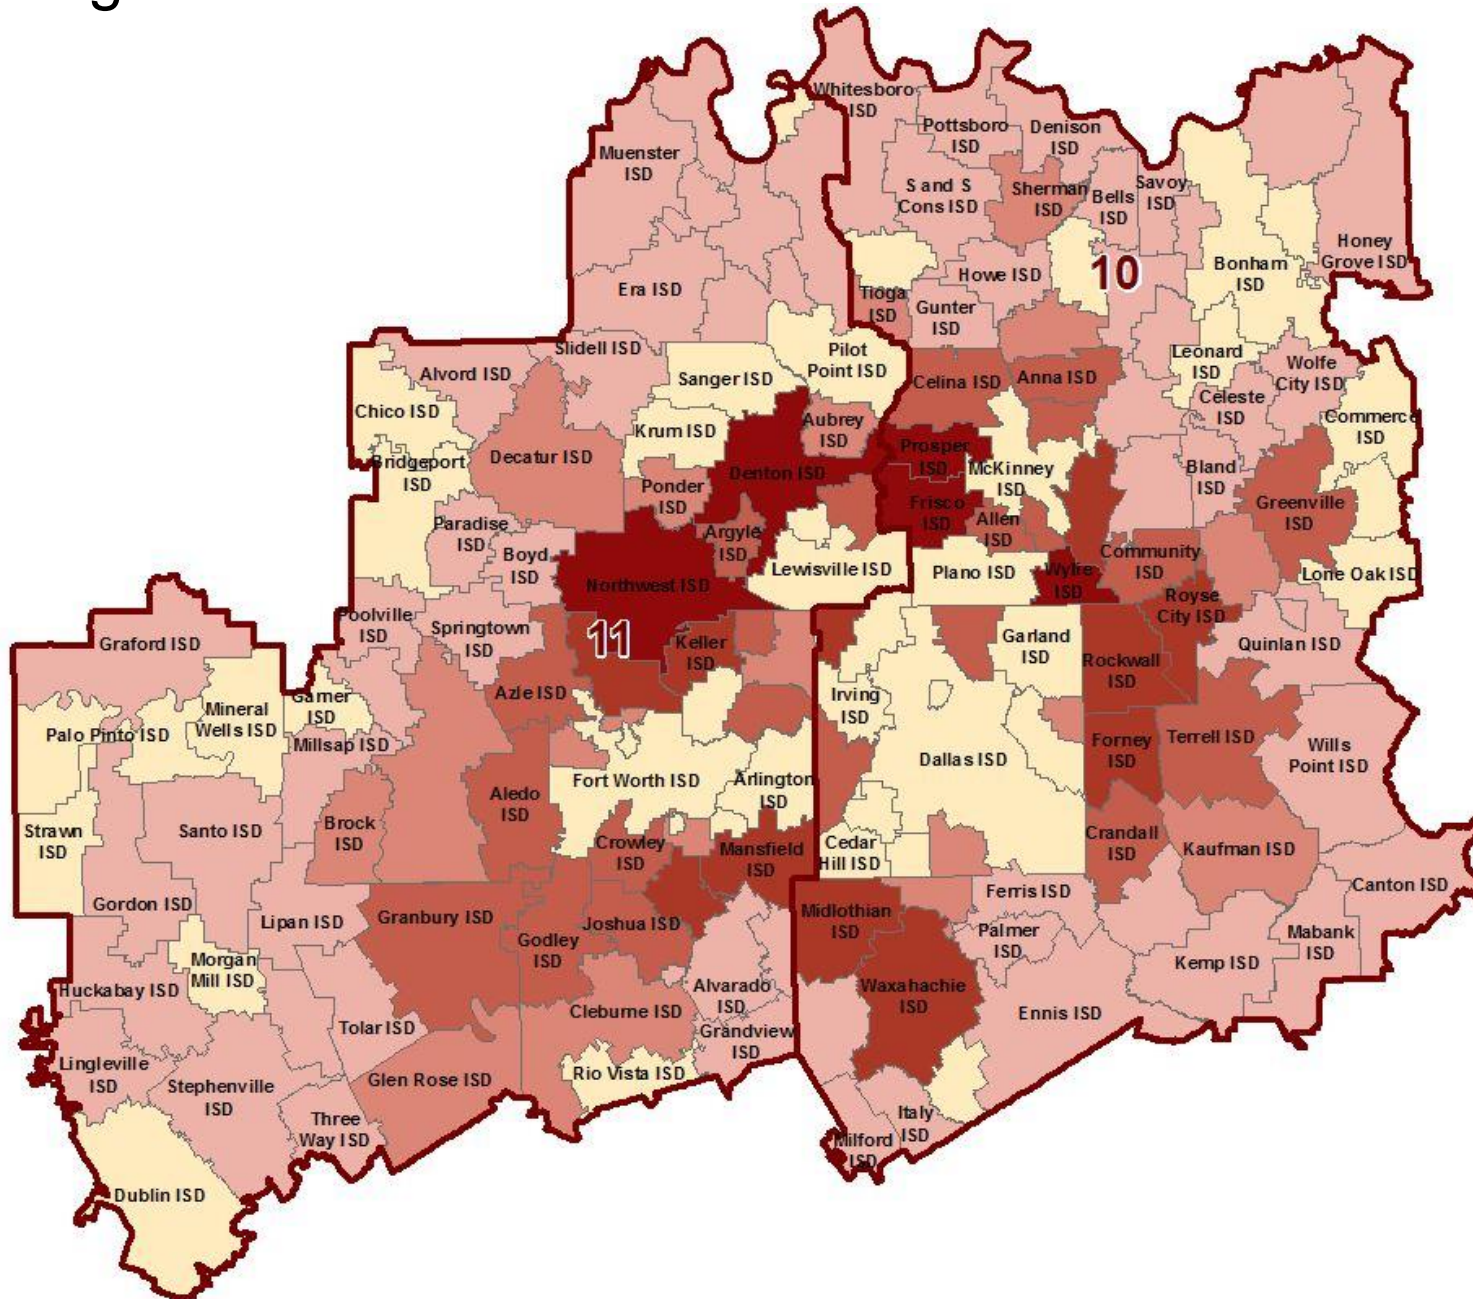 g
Whitesboro
ISD
Pottsboro
ISD
Denison
ISD
Muenster
ISD
S and S
Cons ISD
Sherman
ISD
Bells
ISD
Savoy
ISD
Honey
Grove ISD
Bonham
ISD
10
Era ISD
Tioga
ISD
Howe ISD
Gunter
ISD
Slidell ISD
Alvord ISD
Sanger ISD
Pilot
Point ISD
Celina ISD
Anna ISD
Leonard
ISD
Wolfe
City ISD
Celeste
ISD
Commerce
ISD
Chico ISD
Krum ISD
Aubrey
ISD
Bridgeport
ISD
Decatur ISD
Denton ISD
Prosper
ISD
McKinney
ISD
Bland
ISD
Ponder
ISD
Frisco
ISD
Greenville
ISD
Paradise
ISD
Boyd
ISD
Argyle
ISD
Allen
ISD
Community
ISD
Northwest ISD
Lewisville ISD
Plano ISD
Wylie
ISD
Lone Oak ISD
Royse
City ISD
Poolville
ISD
Springtown
ISD
11
Keller
ISD
Garland
ISD
Quinlan ISD
Graford ISD
Rockwall
ISD
Azle ISD
Irving
ISD
Garner
ISD
Mineral
Wells ISD
Palo Pinto ISD
Millsap ISD
Forney
ISD
Terrell ISD
Wills
Point ISD
Fort Worth ISD
Arlington
ISD
Dallas ISD
Aledo
ISD
Strawn
ISD
Santo ISD
Brock
ISD
Crowley
ISD
Mansfield
ISD
Cedar
Hill ISD
Crandall
ISD
Kaufman ISD
Canton ISD
Gordon ISD
Lipan ISD
Granbury ISD
Godley
ISD
Joshua ISD
Midlothian
ISD
Ferris ISD
Palmer
ISD
Mabank
ISD
Morgan
Mill ISD
Kemp ISD
Huckabay ISD
Alvarado
ISD
Waxahachie
ISD
Tolar ISD
Cleburne ISD
Grandview
ISD
Ennis ISD
Lingleville
ISD
Stephenville
ISD
Glen Rose ISD
Rio Vista ISD
Three
Way ISD
Italy
ISD
Milford
ISD
Dublin ISD